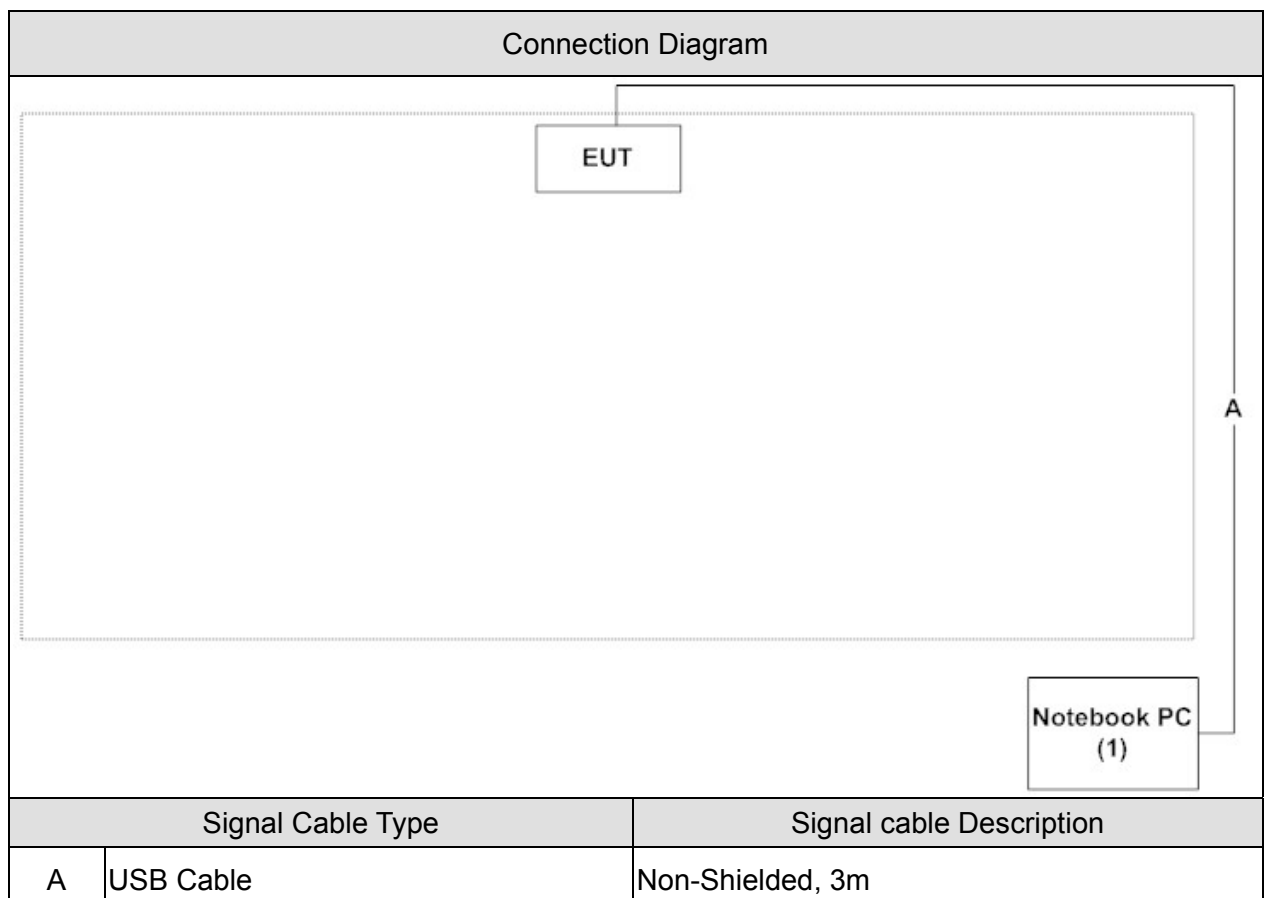 Connection Diagram
EUT
A
Notebook PC
(1)
Signal Cable Type
Signal cable Description
A
USB Cable
Non-Shielded, 3m